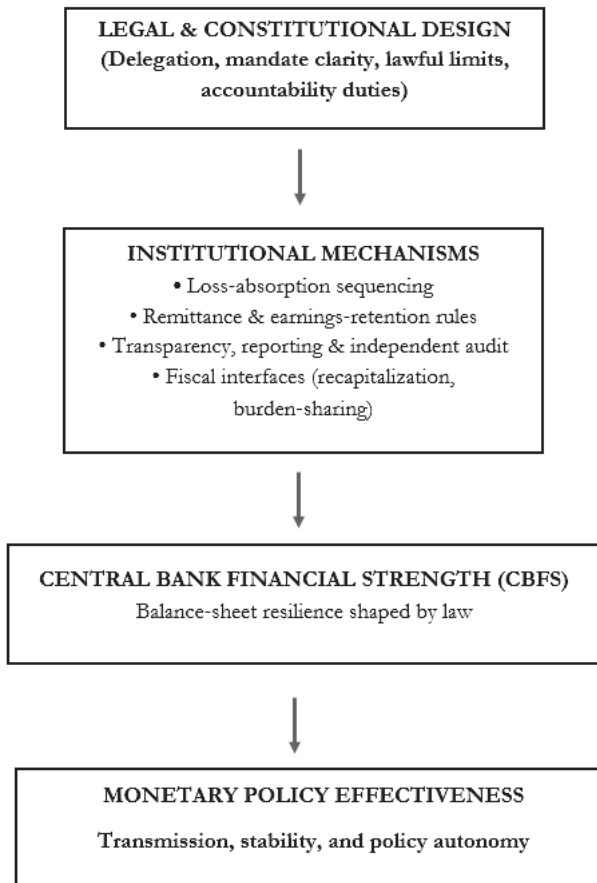 LEGAL & CONSTITUTIONAL DESIGN
(Delegation, mandate clarity, lawful limits,
accountability duties)
INSTITUTIONAL MECHANISMS
• Loss-absorption sequencing
• Remittance & earnings-retention rules
• Transparency, reporting & independent audit
• Fiscal interfaces (recapitalization,
burden-sharing)
CENTRAL BANK FINANCIAL STRENGTH (CBFS)
Balance-sheet resilience shaped by law
MONETARY POLICY EFFECTIVENESS
Transmission, stability, and policy autonomy